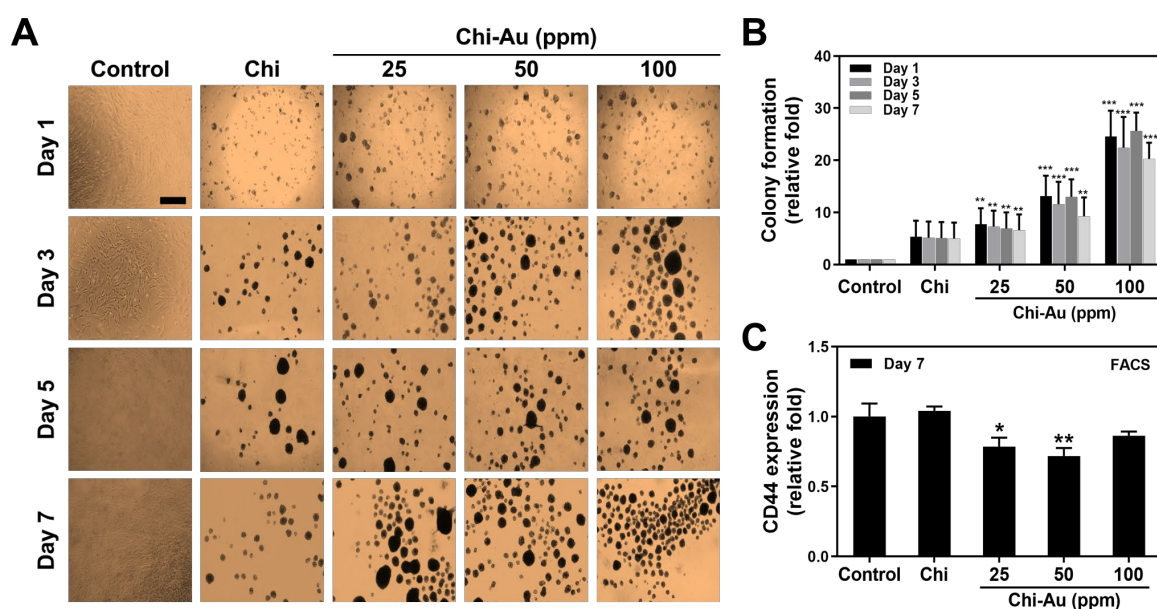 A
Chi-Au (ppm)
Control Chi 25 50 100
Day 1
Day 3
Day 5
Day 7
B
Colony formation
(relative fold)
40
30
20
10
0
Day 1
Day 3
Day 5
Day 7
** ** ** **
*** *** *** **
*** *** *** ***
Control Chi 25 50 100
Chi-Au (ppm)
C
CD44 expression
(relative fold)
1.5
1.0
0.5
0.0
Day 7 FACS
* **
Control Chi 25 50 100
Chi-Au (ppm)